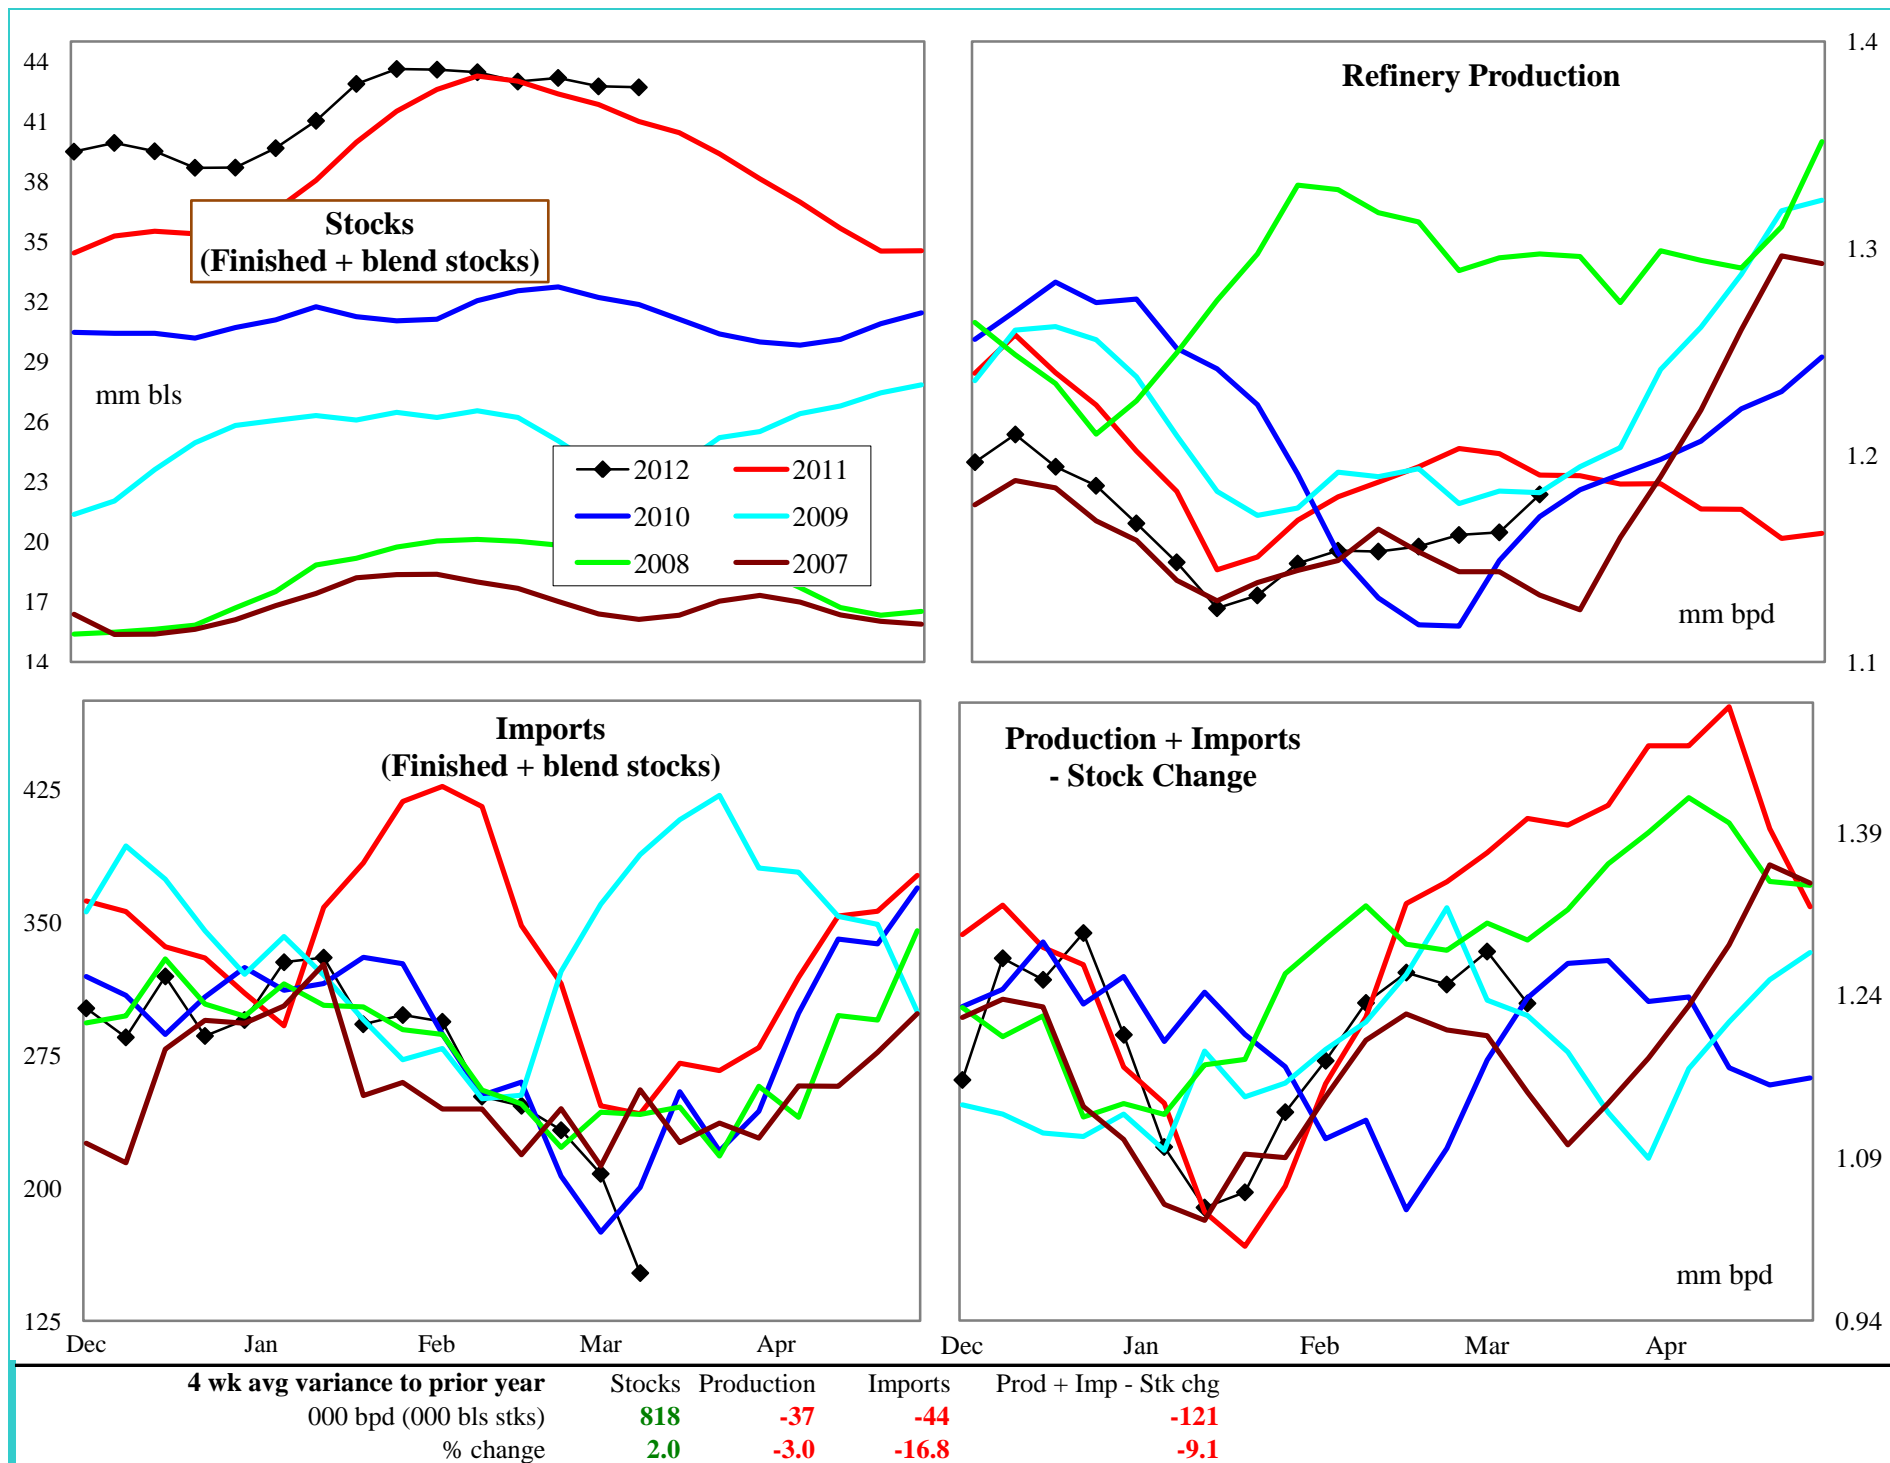 44
41
38
35
32
29
26
23
20
17
14
Stocks
(Finished + blend stocks)
mm bls
2012 2011
2010 2009
2008 2007
Refinery Production
mm bpd
1.4
1.3
1.2
1.1
Imports
(Finished + blend stocks)
425
350
275
200
125
Dec Jan Feb Mar Apr
Production + Imports
- Stock Change
mm bpd
1.39
1.24
1.09
0.94
Dec Jan Feb Mar Apr
4 wk avg variance to prior year Stocks Production Imports Prod + Imp - Stk chg
000 bpd (000 bls stks) 818 -37 -44 -121
% change 2.0 -3.0 -16.8 -9.1